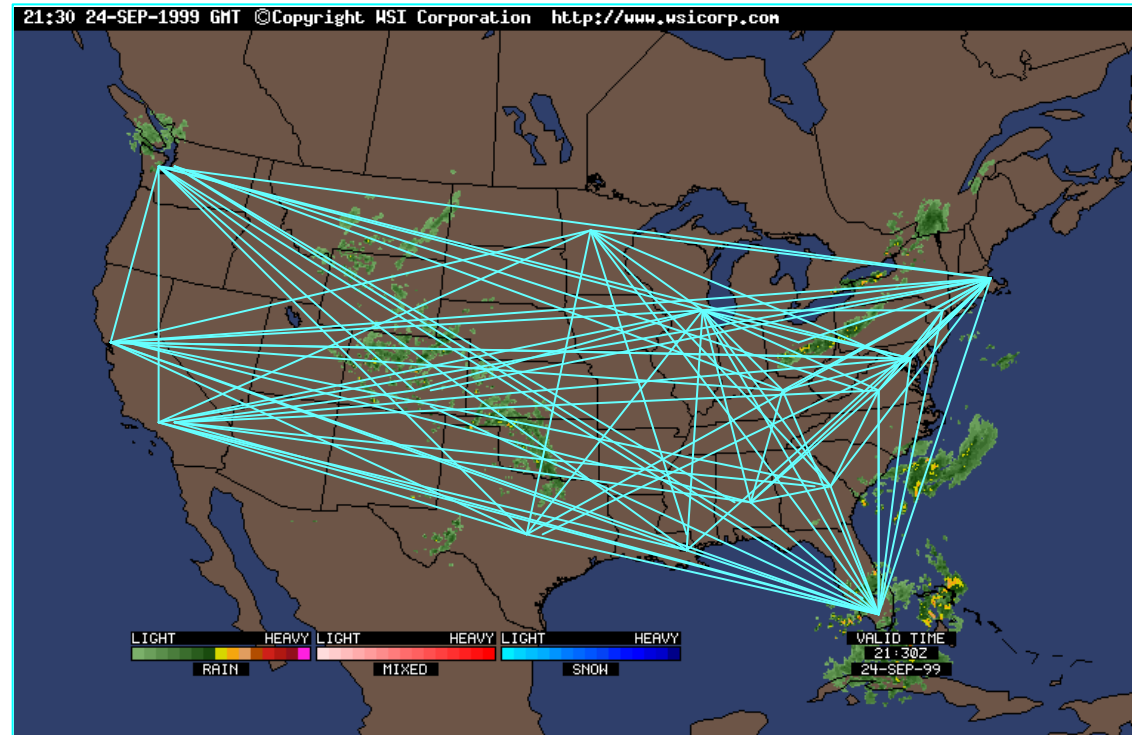 21:30 24-SEP-1999 GMT ©Copyright WSI Corporation http://www.wsicorp.com
LIGHT HEAVY LIGHT HEAVY LIGHT HEAVY VALID TIME
21:30Z
RAIN MIXED SNOW 24-SEP-99